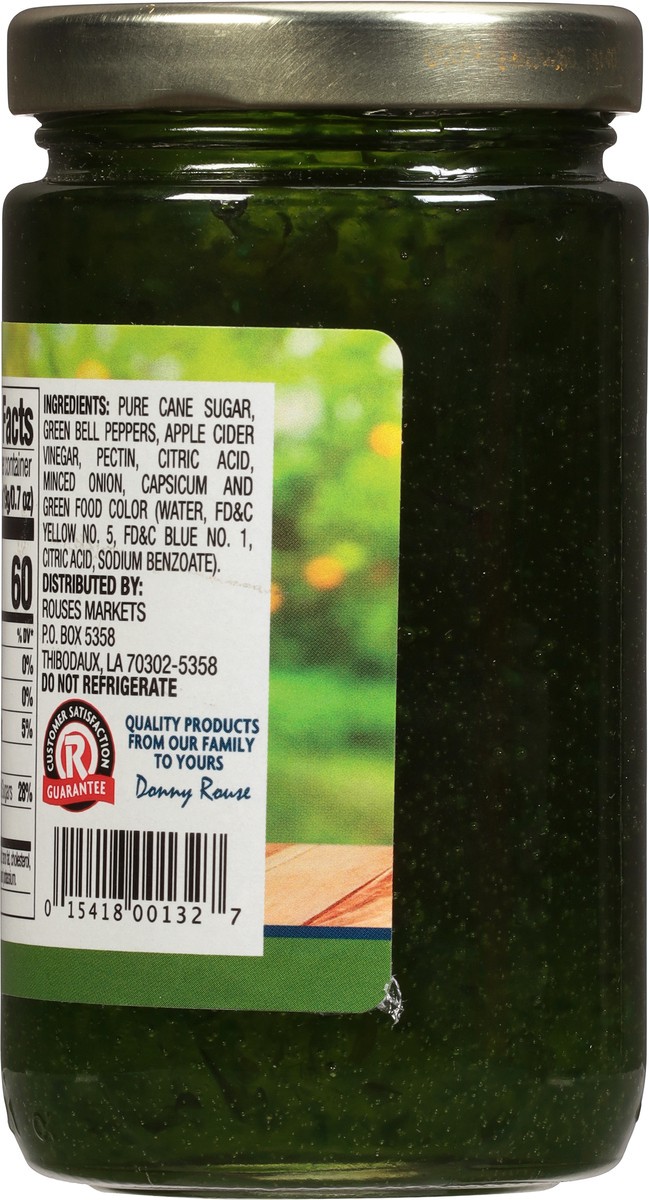 Facts
container
(0.7 oz)
60
% DV*
0%
0%
5%
Sugars 28%
cholesterol,
INGREDIENTS: PURE CANE SUGAR,
GREEN BELL PEPPERS, APPLE CIDER
VINEGAR, PECTIN, CITRIC ACID,
MINCED ONION, CAPSICUM AND
GREEN FOOD COLOR (WATER, FD&C
YELLOW NO. 5, FD&C BLUE NO. 1,
CITRIC ACID, SODIUM BENZOATE).
DISTRIBUTED BY:
ROUSES MARKETS
P.O. BOX 5358
THIBODAUX, LA 70302-5358
DO NOT REFRIGERATE
CUSTOMER SATISFACTION
R
GUARANTEE
QUALITY PRODUCTS
FROM OUR FAMILY
TO YOURS
Donny Rouse
0 15418 00132 7